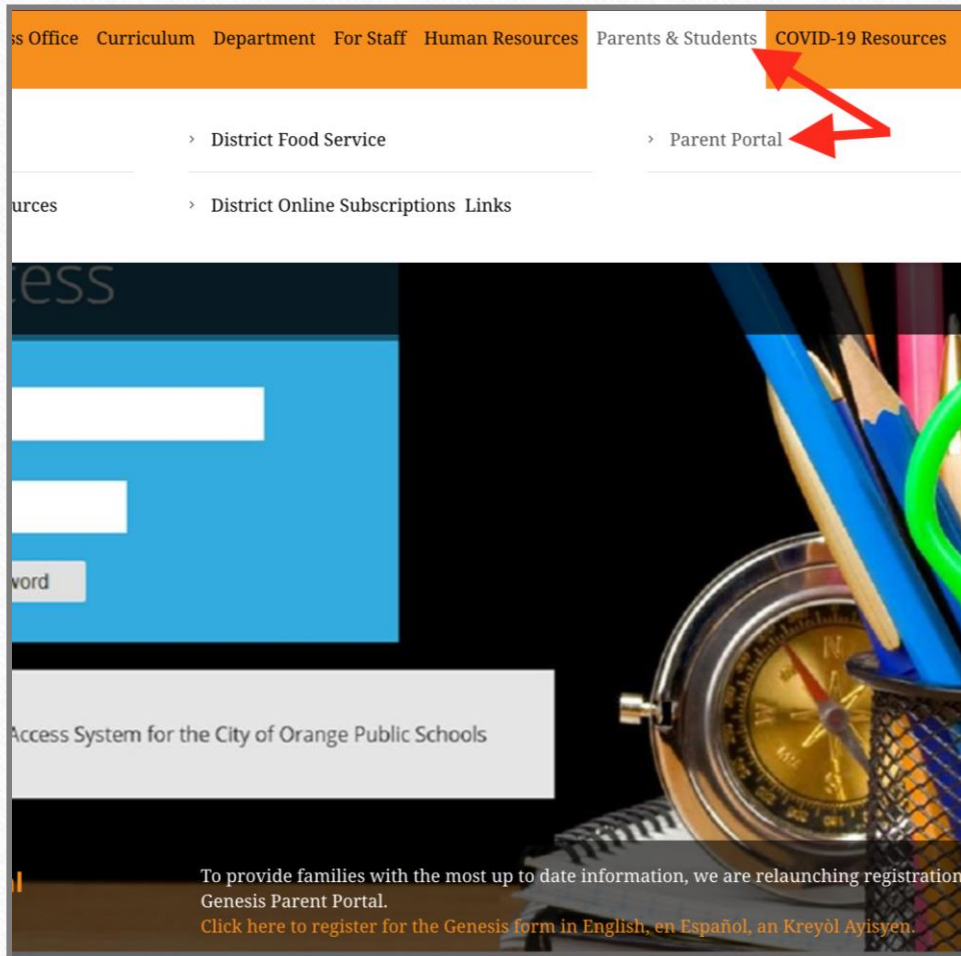 ss Office Curriculum Department For Staff Human Resources Parents & Students COVID-19 Resources
> District Food Service > Parent Portal
urces > District Online Subscriptions Links
ess
word
Access System for the City of Orange Public Schools
To provide families with the most up to date information, we are relaunching registration
Genesis Parent Portal.
Click here to register for the Genesis form in English, en Español, an Kreyòl Ayisyen.
N
W
S